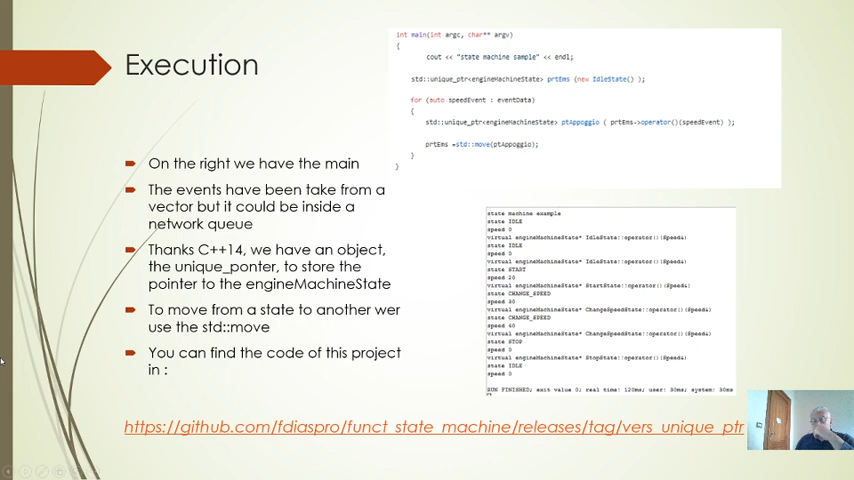 Execution
On the right we have the main
The events have been take from a
vector but it could be inside a
network queue
Thanks C++14, we have an object,
the unique_ponter, to store the
pointer to the engineMachineState
To move from a state to another wer
use the std::move
You can find the code of this project
in :
https://github.com/fdiaspro/funct_state_machine/releases/tag/vers_unique_ptr
int main(int argc, char** argv)
{
cout << "state machine sample" << endl;
std::unique_ptr<engineMachineState> prtEms (new IdleState() );
for (auto speedEvent : eventData)
{
std::unique_ptr<engineMachineState> ptAppoggio ( prtEms->operator()(speedEvent) );
prtEms =std::move(ptAppoggio);
}
}
state machine example
state IDLE
speed 0
virtual engineMachineState* IdleState::operator()(Speed&)
state IDLE
speed 0
virtual engineMachineState* IdleState::operator()(Speed&)
state START
speed 20
virtual engineMachineState* StartState::operator()(Speed&)
state CHANGE_SPEED
speed 30
virtual engineMachineState* ChangeSpeedState::operator()(Speed&)
state CHANGE_SPEED
speed 60
virtual engineMachineState* ChangeSpeedState::operator()(Speed&)
state STOP
speed 0
virtual engineMachineState* StopState::operator()(Speed&)
state IDLE
speed 0
RUN FINISHED; exit value 0; real time: 120ms; user: 30ms; system: 30ms